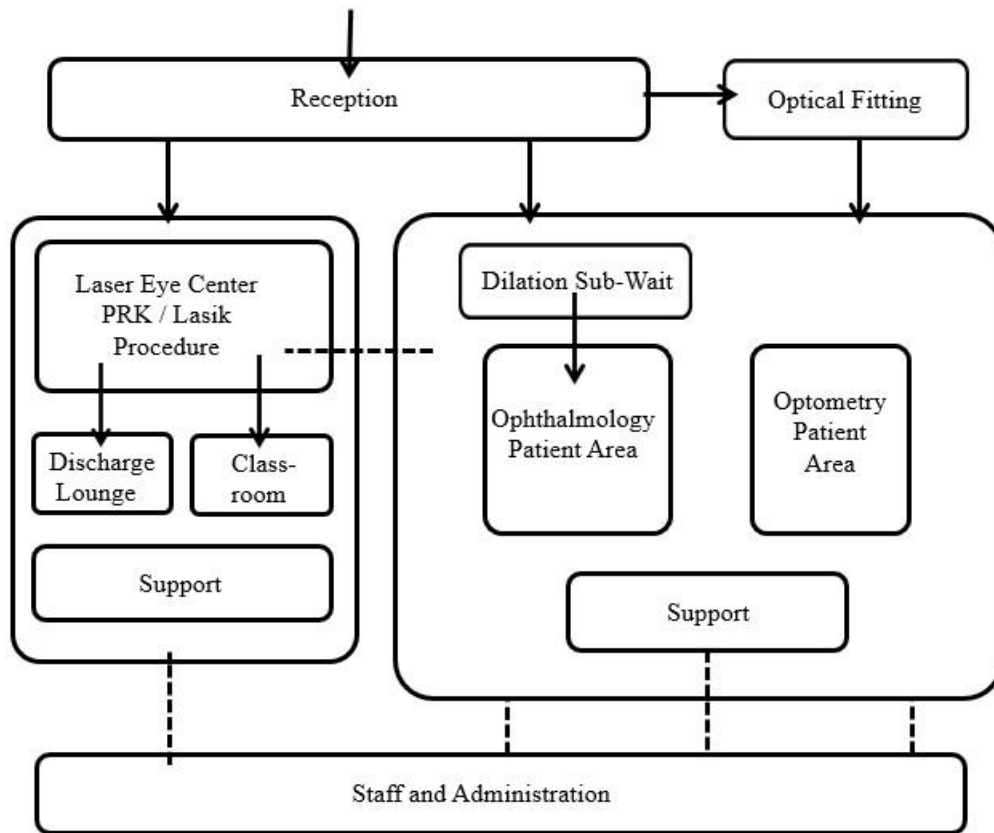 Reception
Optical Fitting
Laser Eye Center
PRK / Lasik
Procedure
Discharge
Lounge
Class-
room
Support
Dilation Sub-Wait
Ophthalmology
Patient Area
Optometry
Patient
Area
Support
Staff and Administration